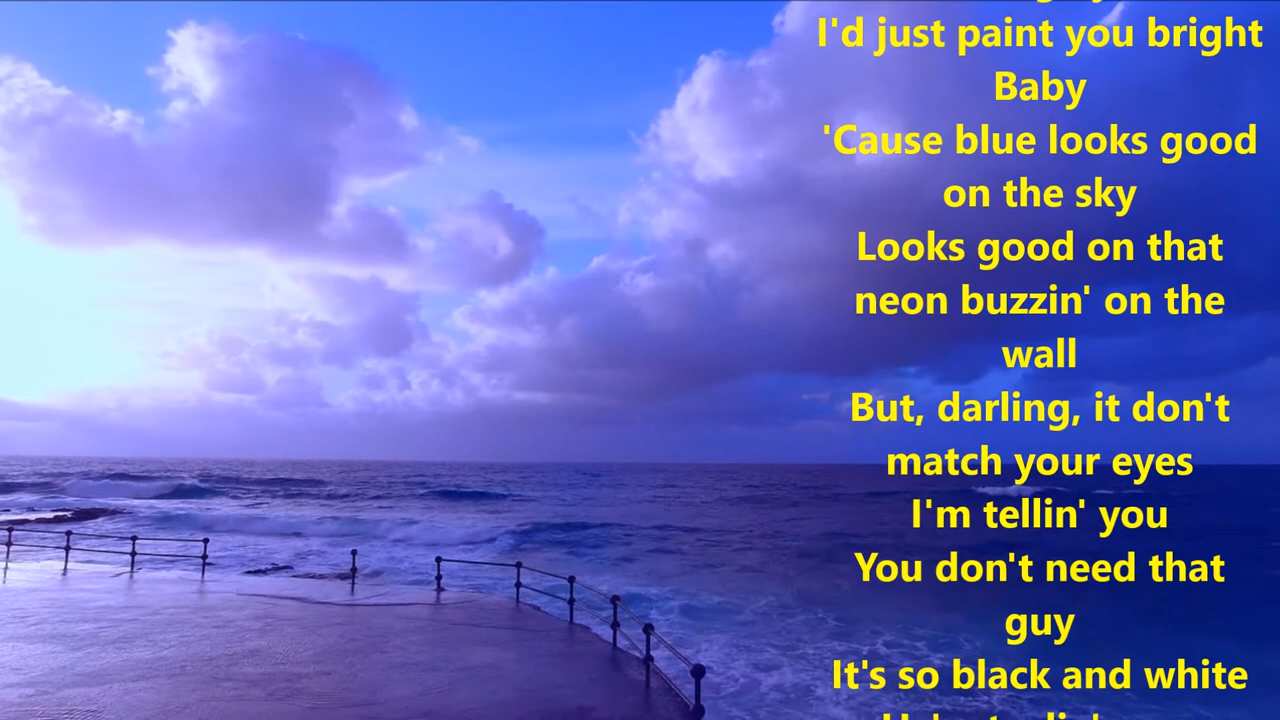 I'd just paint you bright
Baby
'Cause blue looks good
on the sky
Looks good on that
neon buzzin' on the
wall
But, darling, it don't
match your eyes
I'm tellin' you
You don't need that
guy
It's so black and white